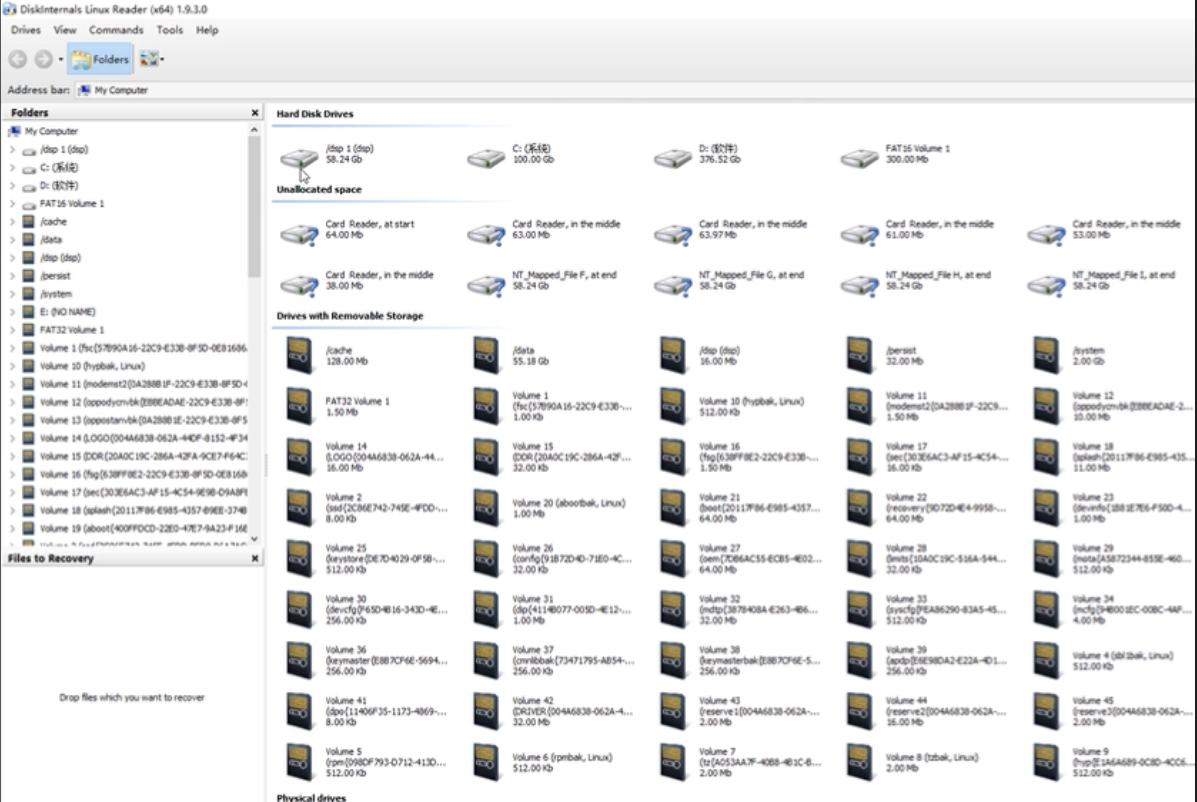 DiskInternals Linux Reader (x64) 1.9.3.0
Drives View Commands Tools Help
Folders
Address bar: My Computer
Folders
My Computer
/dsp 1 (dsp)
C: (系统)
D: (软件)
FAT16 Volume 1
/cache
/data
/dsp (dsp)
/persist
/system
E: (NO NAME)
FAT32 Volume 1
Volume 1 (fsc{57B90A16-22C9-E33B-8F5D-0E81686
Volume 10 (hypbak, Linux)
Volume 11 (modemst2{0A288B1F-22C9-E33B-8F5D-
Volume 12 (oppodycnvbk{EBBEADAE-22C9-E33B-8F
Volume 13 (oppostanvbk{0A288B1E-22C9-E33B-8F5
Volume 14 (LOGO{004A6838-062A-44DF-8152-4F34
Volume 15 (DDR{20A0C19C-286A-42FA-9CE7-F64C
Volume 16 (fsg{638FF8E2-22C9-E33B-8F5D-0E8168
Volume 17 (sec{303E6AC3-AF15-4C54-9E9B-D9A8FB
Volume 18 (splash{20117F86-E985-4357-B9EE-374B
Volume 19 (aboot{400FFDCD-22E0-47E7-9A23-F16E
Files to Recovery
Drop files which you want to recover
Hard Disk Drives
/dsp 1 (dsp)
58.24 Gb
C: (系统)
100.00 Gb
D: (软件)
376.52 Gb
FAT16 Volume 1
300.00 Mb
Unallocated space
Card Reader, at start
64.00 Mb
Card Reader, in the middle
63.00 Mb
Card Reader, in the middle
63.97 Mb
Card Reader, in the middle
61.00 Mb
Card Reader, in the middle
53.00 Mb
Card Reader, in the middle
38.00 Mb
NT_Mapped_File F, at end
58.24 Gb
NT_Mapped_File G, at end
58.24 Gb
NT_Mapped_File H, at end
58.24 Gb
NT_Mapped_File I, at end
58.24 Gb
Drives with Removable Storage
/cache
128.00 Mb
/data
55.18 Gb
/dsp (dsp)
16.00 Mb
/persist
32.00 Mb
/system
2.00 Gb
FAT32 Volume 1
1.50 Mb
Volume 1
(fsc{57B90A16-22C9-E33B-...
1.00 Kb
Volume 10 (hypbak, Linux)
512.00 Kb
Volume 11
(modemst2{0A288B1F-22C9...
1.50 Mb
Volume 12
(oppodycnvbk{EBBEADAE-2...
10.00 Mb
Volume 14
(LOGO{004A6838-062A-44...
16.00 Mb
Volume 15
(DDR{20A0C19C-286A-42F...
32.00 Kb
Volume 16
(fsg{638FF8E2-22C9-E33B-...
1.50 Mb
Volume 17
(sec{303E6AC3-AF15-4C54-...
16.00 Kb
Volume 18
(splash{20117F86-E985-435...
11.00 Mb
Volume 2
(ssd{2C86E742-745E-4FDD-...
8.00 Kb
Volume 20 (abootbak, Linux)
1.00 Mb
Volume 21
(boot{20117F86-E985-4357...
64.00 Mb
Volume 22
(recovery{9D72D4E4-9958-...
64.00 Mb
Volume 23
(devinfo{1B81E7E6-F50D-4...
1.00 Mb
Volume 25
(keystore{DE7D4029-0F5B-...
512.00 Kb
Volume 26
(config{91B72D4D-71E0-4C...
32.00 Kb
Volume 27
(oem{7DB6AC55-ECB5-4E02...
64.00 Mb
Volume 28
(limits{10A0C19C-516A-544...
32.00 Kb
Volume 29
(mota{A5872344-855E-460...
512.00 Kb
Volume 30
(devcfg{F65D4B16-343D-4E...
256.00 Kb
Volume 31
(dip{4114B077-005D-4E12-...
1.00 Mb
Volume 32
(mdtp{3878408A-E263-4B6...
32.00 Mb
Volume 33
(syscfg{FEA86290-83A5-45...
512.00 Kb
Volume 34
(mcfg{94B001EC-00BC-4AF...
4.00 Mb
Volume 36
(keymaster{E8B7CF6E-5694...
256.00 Kb
Volume 37
(cmnlibbak{73471795-AB54-...
256.00 Kb
Volume 38
(keymasterbak{E8B7CF6E-5...
256.00 Kb
Volume 39
(apdp{E6E98DA2-E22A-4D1...
256.00 Kb
Volume 4 (sbl1bak, Linux)
512.00 Kb
Volume 41
(dpo{11406F35-1173-4869-...
8.00 Kb
Volume 42
(DRIVER{004A6838-062A-4...
32.00 Mb
Volume 43
(reserve1{004A6838-062A-...
2.00 Mb
Volume 44
(reserve2{004A6838-062A-...
16.00 Mb
Volume 45
(reserve3{004A6838-062A-...
2.00 Mb
Volume 5
(rpm{098DF793-D712-413D...
512.00 Kb
Volume 6 (rpmbak, Linux)
512.00 Kb
Volume 7
(tz{A053AA7F-40B8-4B1C-B...
2.00 Mb
Volume 8 (tzbak, Linux)
2.00 Mb
Volume 9
(hyp{E1A6A689-0C8D-4CC6...
512.00 Kb
Physical drives